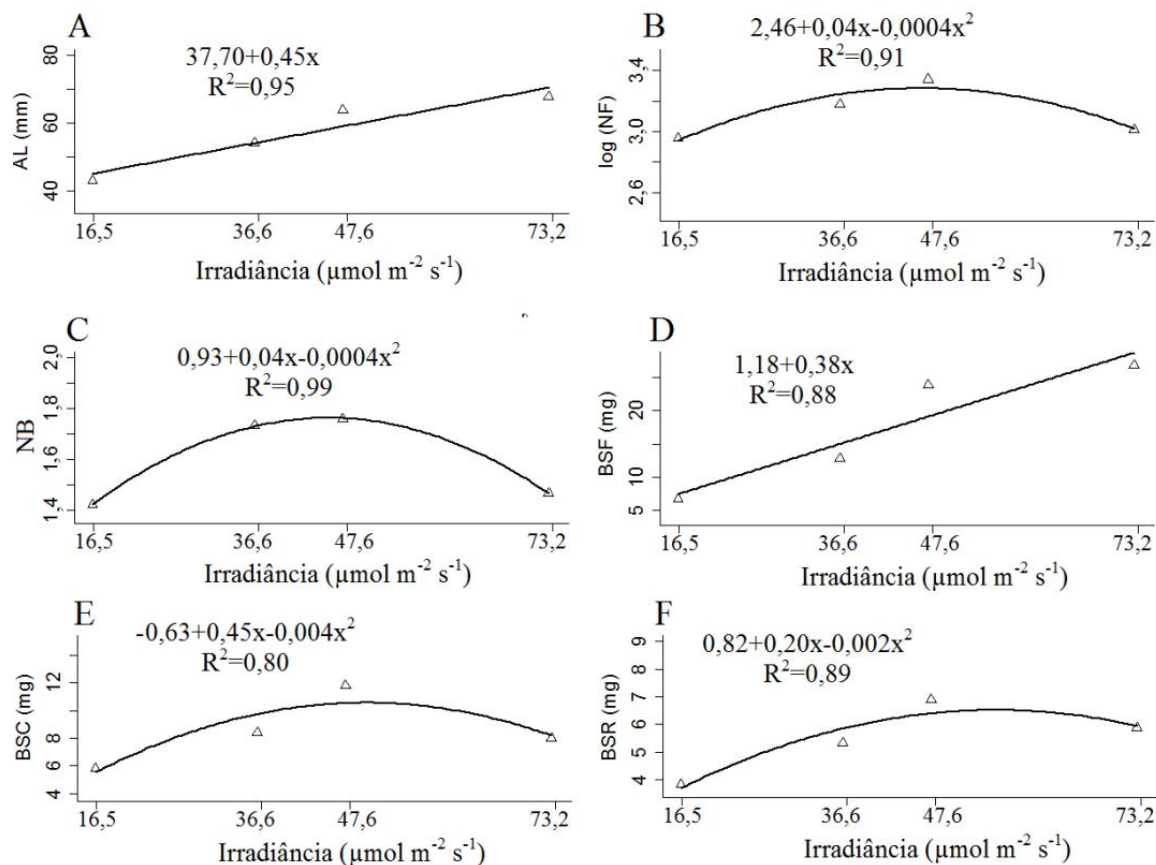 A
37,70+0,45x
R²=0,95
AL (mm)
80
60
40
16,5 36,6 47,6 73,2
Irradiância (µmol m⁻² s⁻¹)
B
2,46+0,04x-0,0004x²
R²=0,91
log (NF)
3,4
3,0
2,6
16,5 36,6 47,6 73,2
Irradiância (µmol m⁻² s⁻¹)
C
0,93+0,04x-0,0004x²
R²=0,99
NB
2,0
1,8
1,6
1,4
16,5 36,6 47,6 73,2
Irradiância (µmol m⁻² s⁻¹)
D
1,18+0,38x
R²=0,88
BSF (mg)
20
10
5
16,5 36,6 47,6 73,2
Irradiância (µmol m⁻² s⁻¹)
E
-0,63+0,45x-0,004x²
R²=0,80
BSC (mg)
12
8
6
4
16,5 36,6 47,6 73,2
Irradiância (µmol m⁻² s⁻¹)
F
0,82+0,20x-0,002x²
R²=0,89
BSR (mg)
9
8
7
6
5
4
16,5 36,6 47,6 73,2
Irradiância (µmol m⁻² s⁻¹)